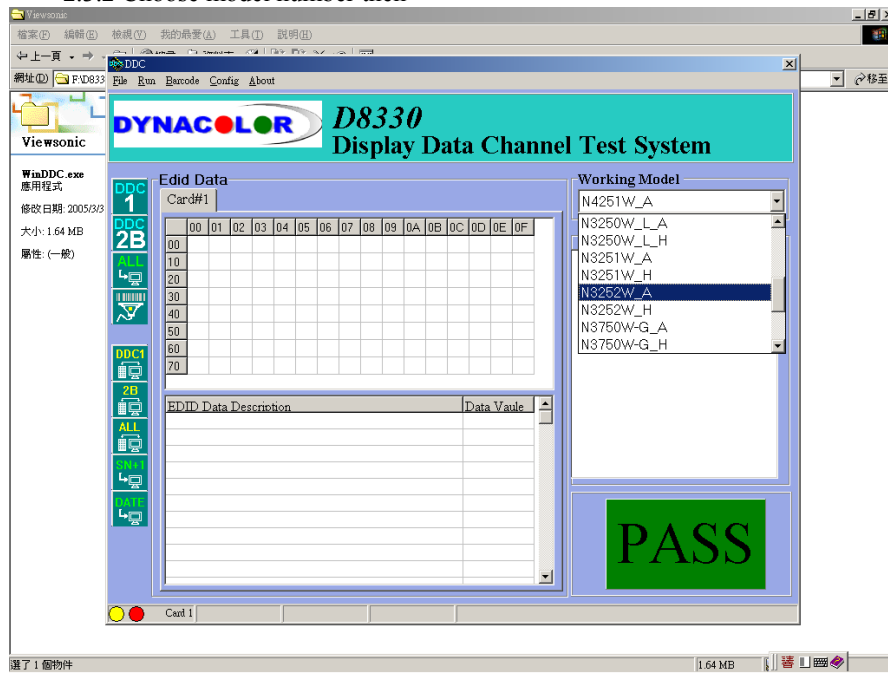 2.3.2 Choose model number then
Viewsonic
檔案(F) 編輯(E) 檢視(V) 我的最愛(A) 工具(T) 說明(H)
上一頁
網址(D) F:\D833
移至
DDC
File Run Barcode Config About
DYNACOLOR
D8330
Display Data Channel Test System
Viewsonic
WinDDC.exe
應用程式
修改日期: 2005/3/3
大小: 1.64 MB
屬性: (一般)
DDC
1
DDC
2B
ALL
DDC1
2B
ALL
SN+1
DATE
Edid Data
Card#1
00 01 02 03 04 05 06 07 08 09 0A 0B 0C 0D 0E 0F
00
10
20
30
40
50
60
70
EDID Data Description Data Vaule
Working Model
N4251W_A
N3250W_L_A
N3250W_L_H
N3251W_A
N3251W_H
N3252W_A
N3252W_H
N3750W-G_A
N3750W-G_H
PASS
Card 1
選了 1 個物件
1.64 MB